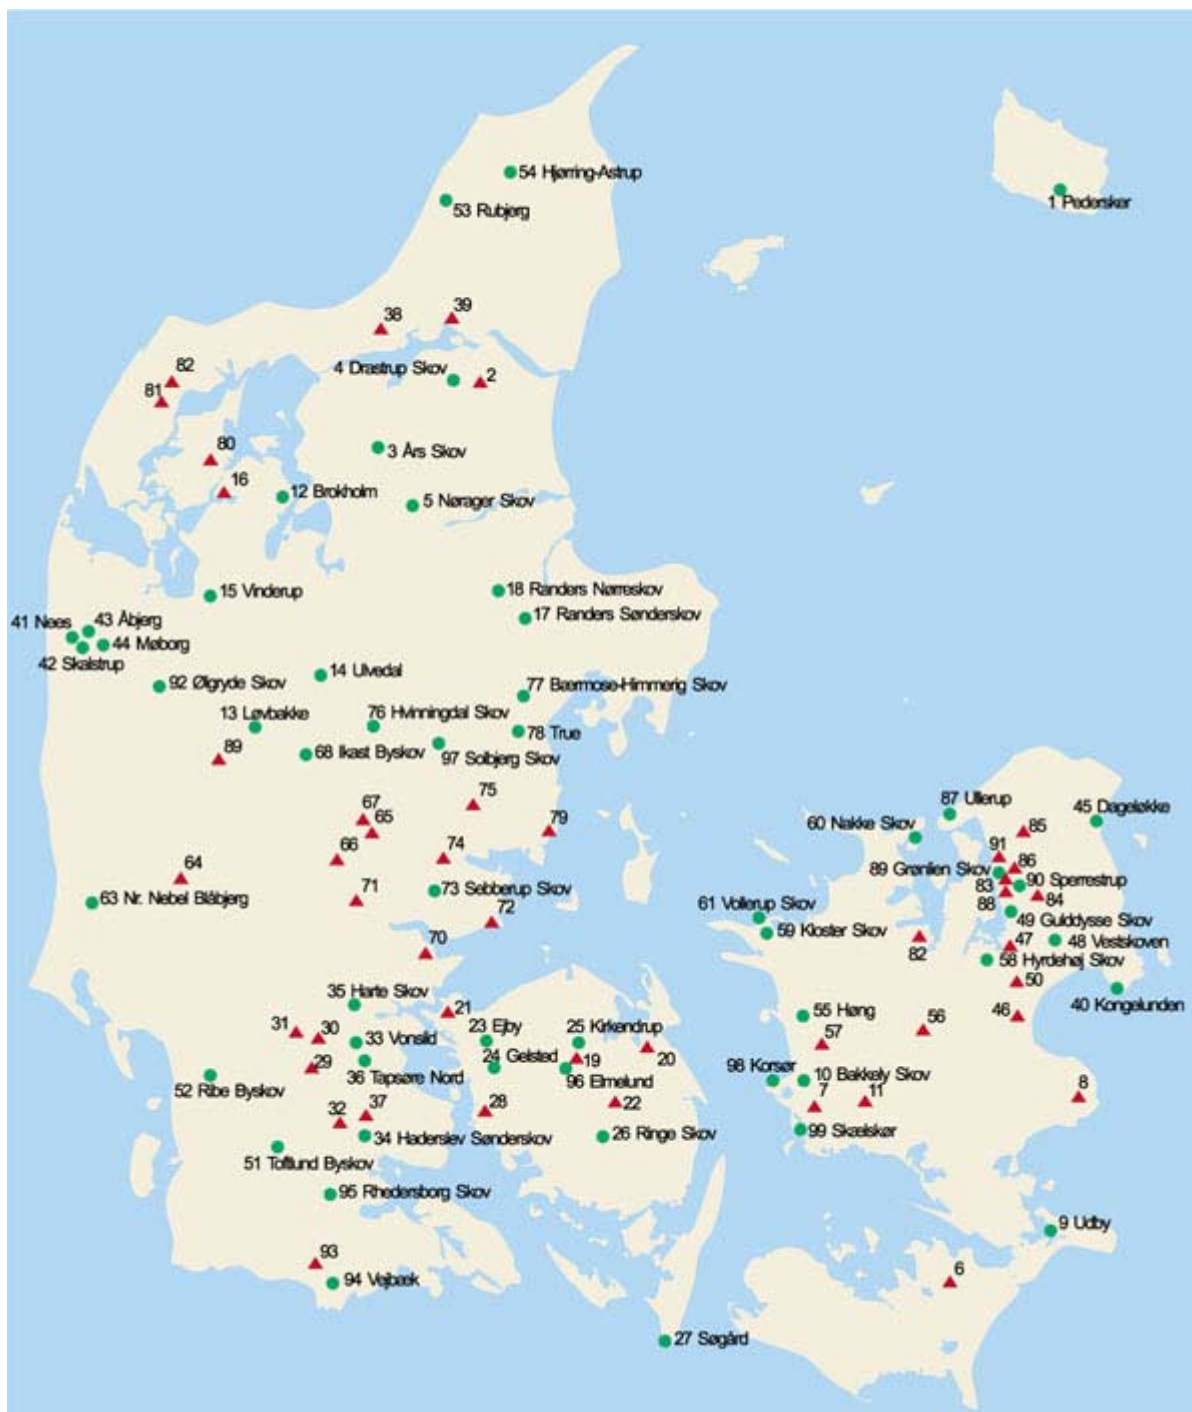 54 Hjørring-Astrup
1 Pedersker
53 Rubjerg
39
38
4 Drastrup Skov
2
82
81
3 Års Skov
80
16
12 Brokholm
5 Nørager Skov
15 Vinderup
18 Randers Nørreskov
17 Randers Sønderskov
41 Nees
43 Åbjerg
44 Møborg
42 Skalstrup
92 Ølgryde Skov
14 Ulvedal
77 Bærmose-Himmerig Skov
13 Løvbakke
76 Hvinningdal Skov
78 True
89
68 Ikast Byskov
97 Solbjerg Skov
67
65
75
79
87 Ullerup
45 Dageløkke
60 Nakke Skov
85
66
74
91
86
64
71
73 Sebberup Skov
89 Grønlien Skov
83
90 Sperrestrup
88
84
63 Nr. Nebel Blåbjerg
72
61 Vollerup Skov
59 Kloster Skov
49 Gulddysse Skov
82
47
48 Vestskoven
70
58 Hyrdehøj Skov
50
35 Harte Skov
21
40 Kongelunden
31
30
33 Vonslid
23 Ejby
25 Kirkendrup
55 Høng
57
56
46
29
36 Tapsøre Nord
24 Gelsted
19
20
52 Ribe Byskov
96 Elmelund
98 Korsør
10 Bakkely Skov
7
11
8
32
37
28
22
34 Haderslev Sønderskov
26 Ringe Skov
99 Skælskør
51 Toftlund Byskov
95 Rhedersborg Skov
9 Udby
93
94 Vejbæk
6
27 Søgård